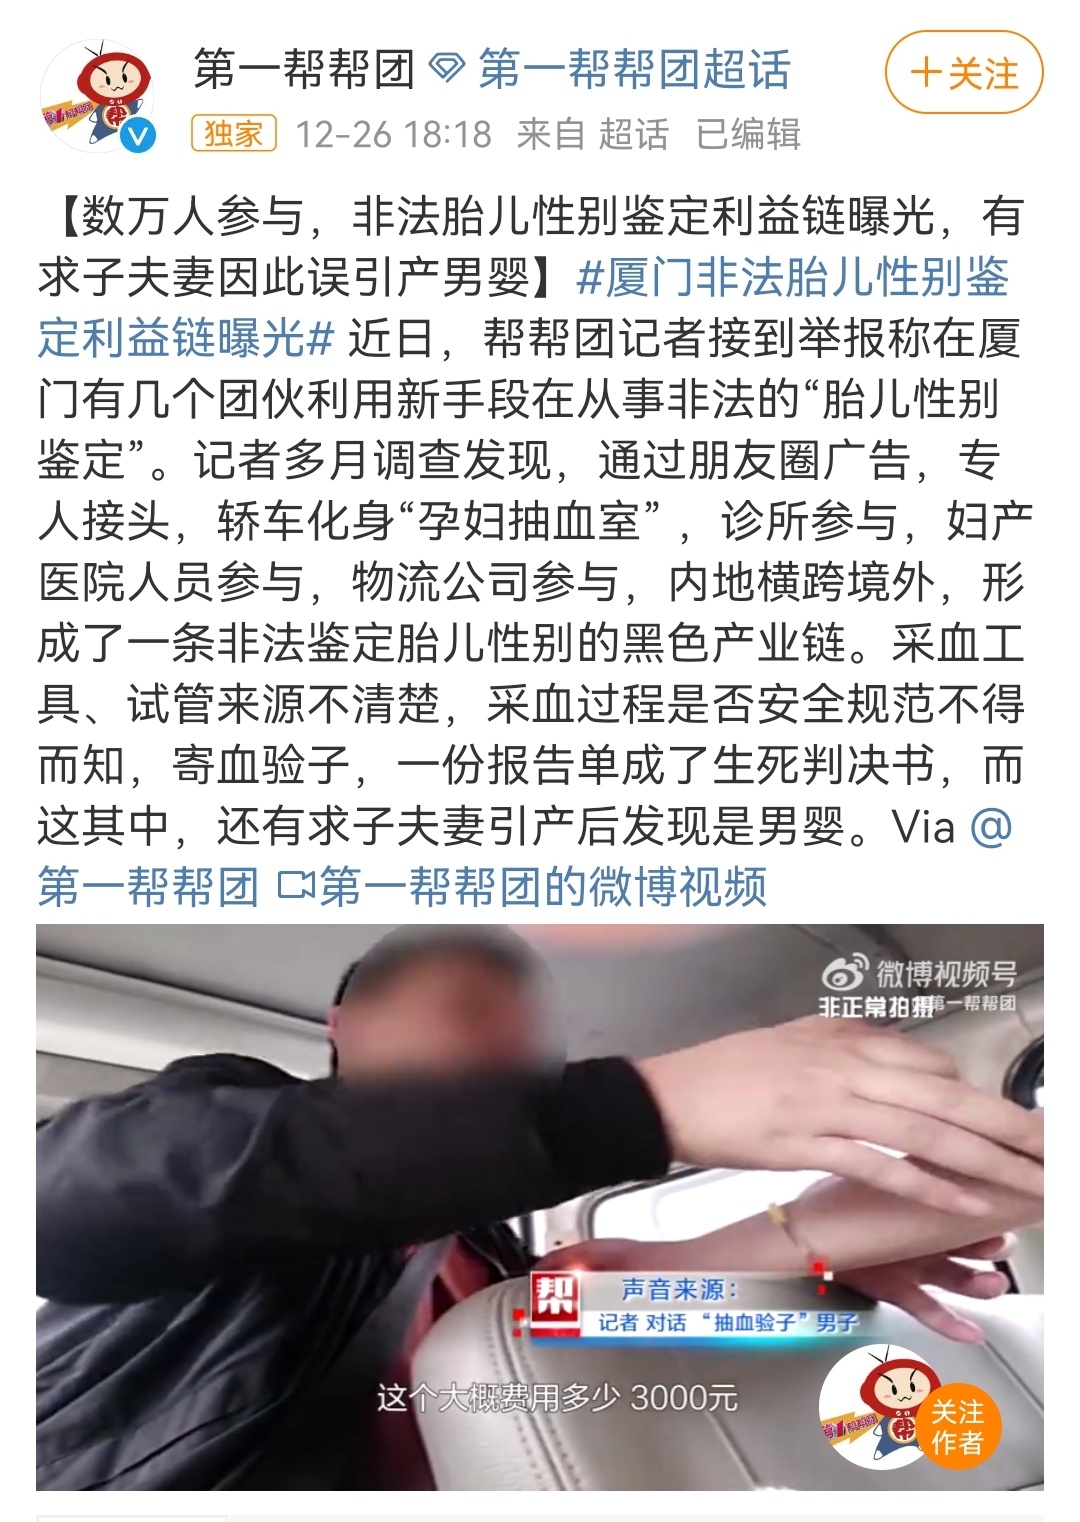 第一帮帮团 第一帮帮团超话
+关注
独家 12-26 18:18 来自 超话 已编辑
【数万人参与，非法胎儿性别鉴定利益链曝光，有
求子夫妻因此误引产男婴】#厦门非法胎儿性别鉴
定利益链曝光# 近日，帮帮团记者接到举报称在厦
门有几个团伙利用新手段在从事非法的“胎儿性别
鉴定”。记者多月调查发现，通过朋友圈广告，专
人接头，轿车化身“孕妇抽血室”，诊所参与，妇产
医院人员参与，物流公司参与，内地横跨境外，形
成了一条非法鉴定胎儿性别的黑色产业链。采血工
具、试管来源不清楚，采血过程是否安全规范不得
而知，寄血验子，一份报告单成了生死判决书，而
这其中，还有求子夫妻引产后发现是男婴。Via @
第一帮帮团 第一帮帮团的微博视频
微博视频号
非正常拍摄
第一帮帮团
帮
声音来源：
记者 对话 “抽血验子”男子
这个大概费用多少 3000元
帮
关注
作者